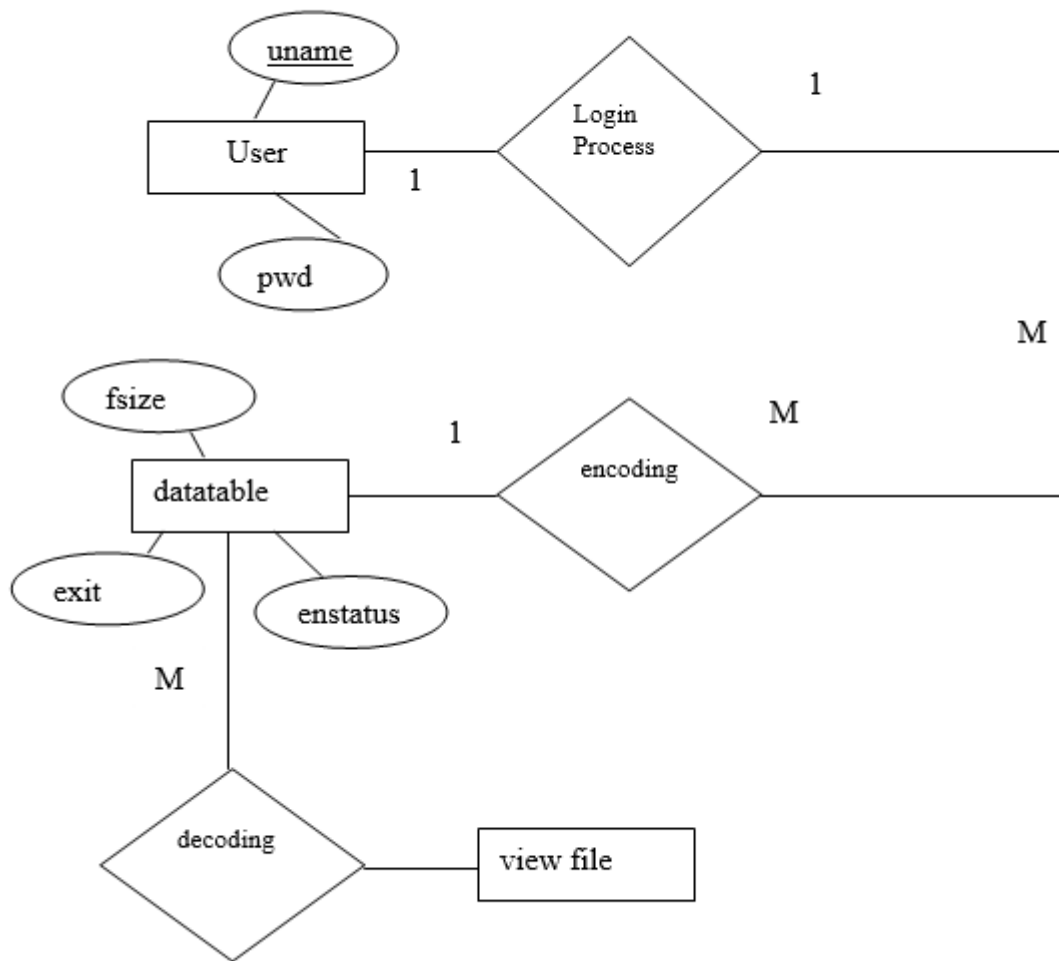 uname
1
Login
Process
User
1
pwd
M
fsize
M
1
encoding
datatable
exit
enstatus
M
decoding
view file